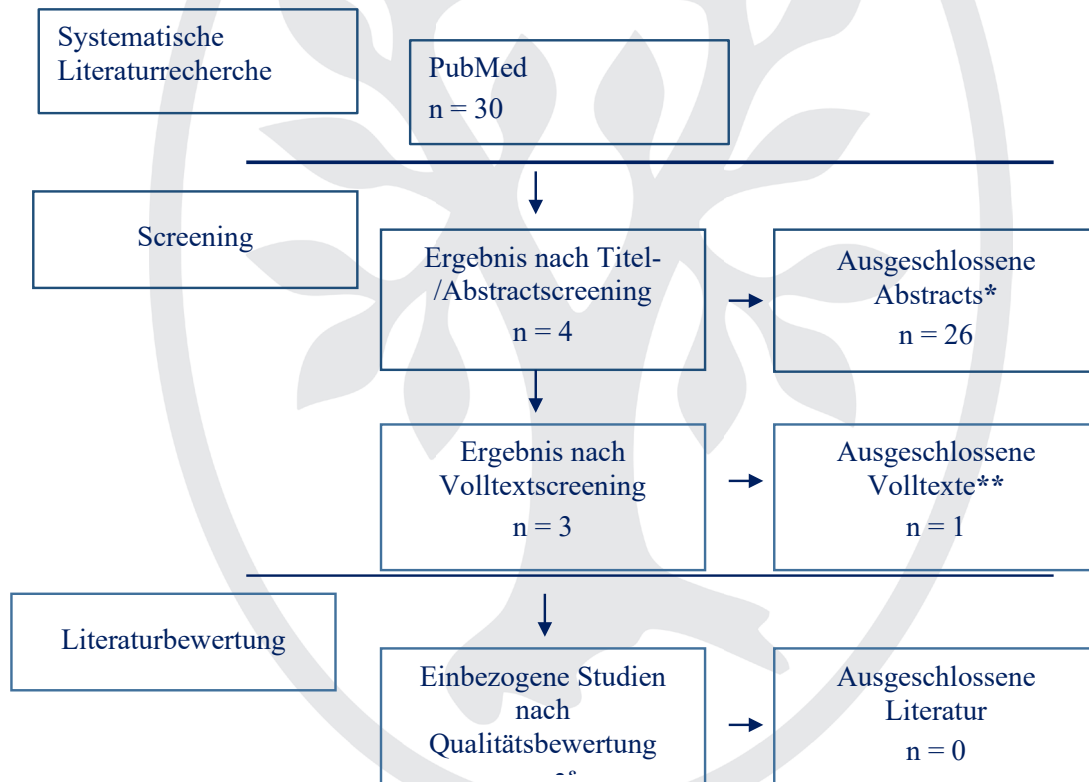 Systematische
Literaturrecherche
PubMed
n = 30
Screening
Ergebnis nach Titel-
/Abstractscreening
n = 4
Ausgeschlossene
Abstracts*
n = 26
Ergebnis nach
Volltextscreening
n = 3
Ausgeschlossene
Volltexte**
n = 1
Literaturbewertung
Einbezogene Studien
nach
Qualitätsbewertung
Ausgeschlossene
Literatur
n = 0